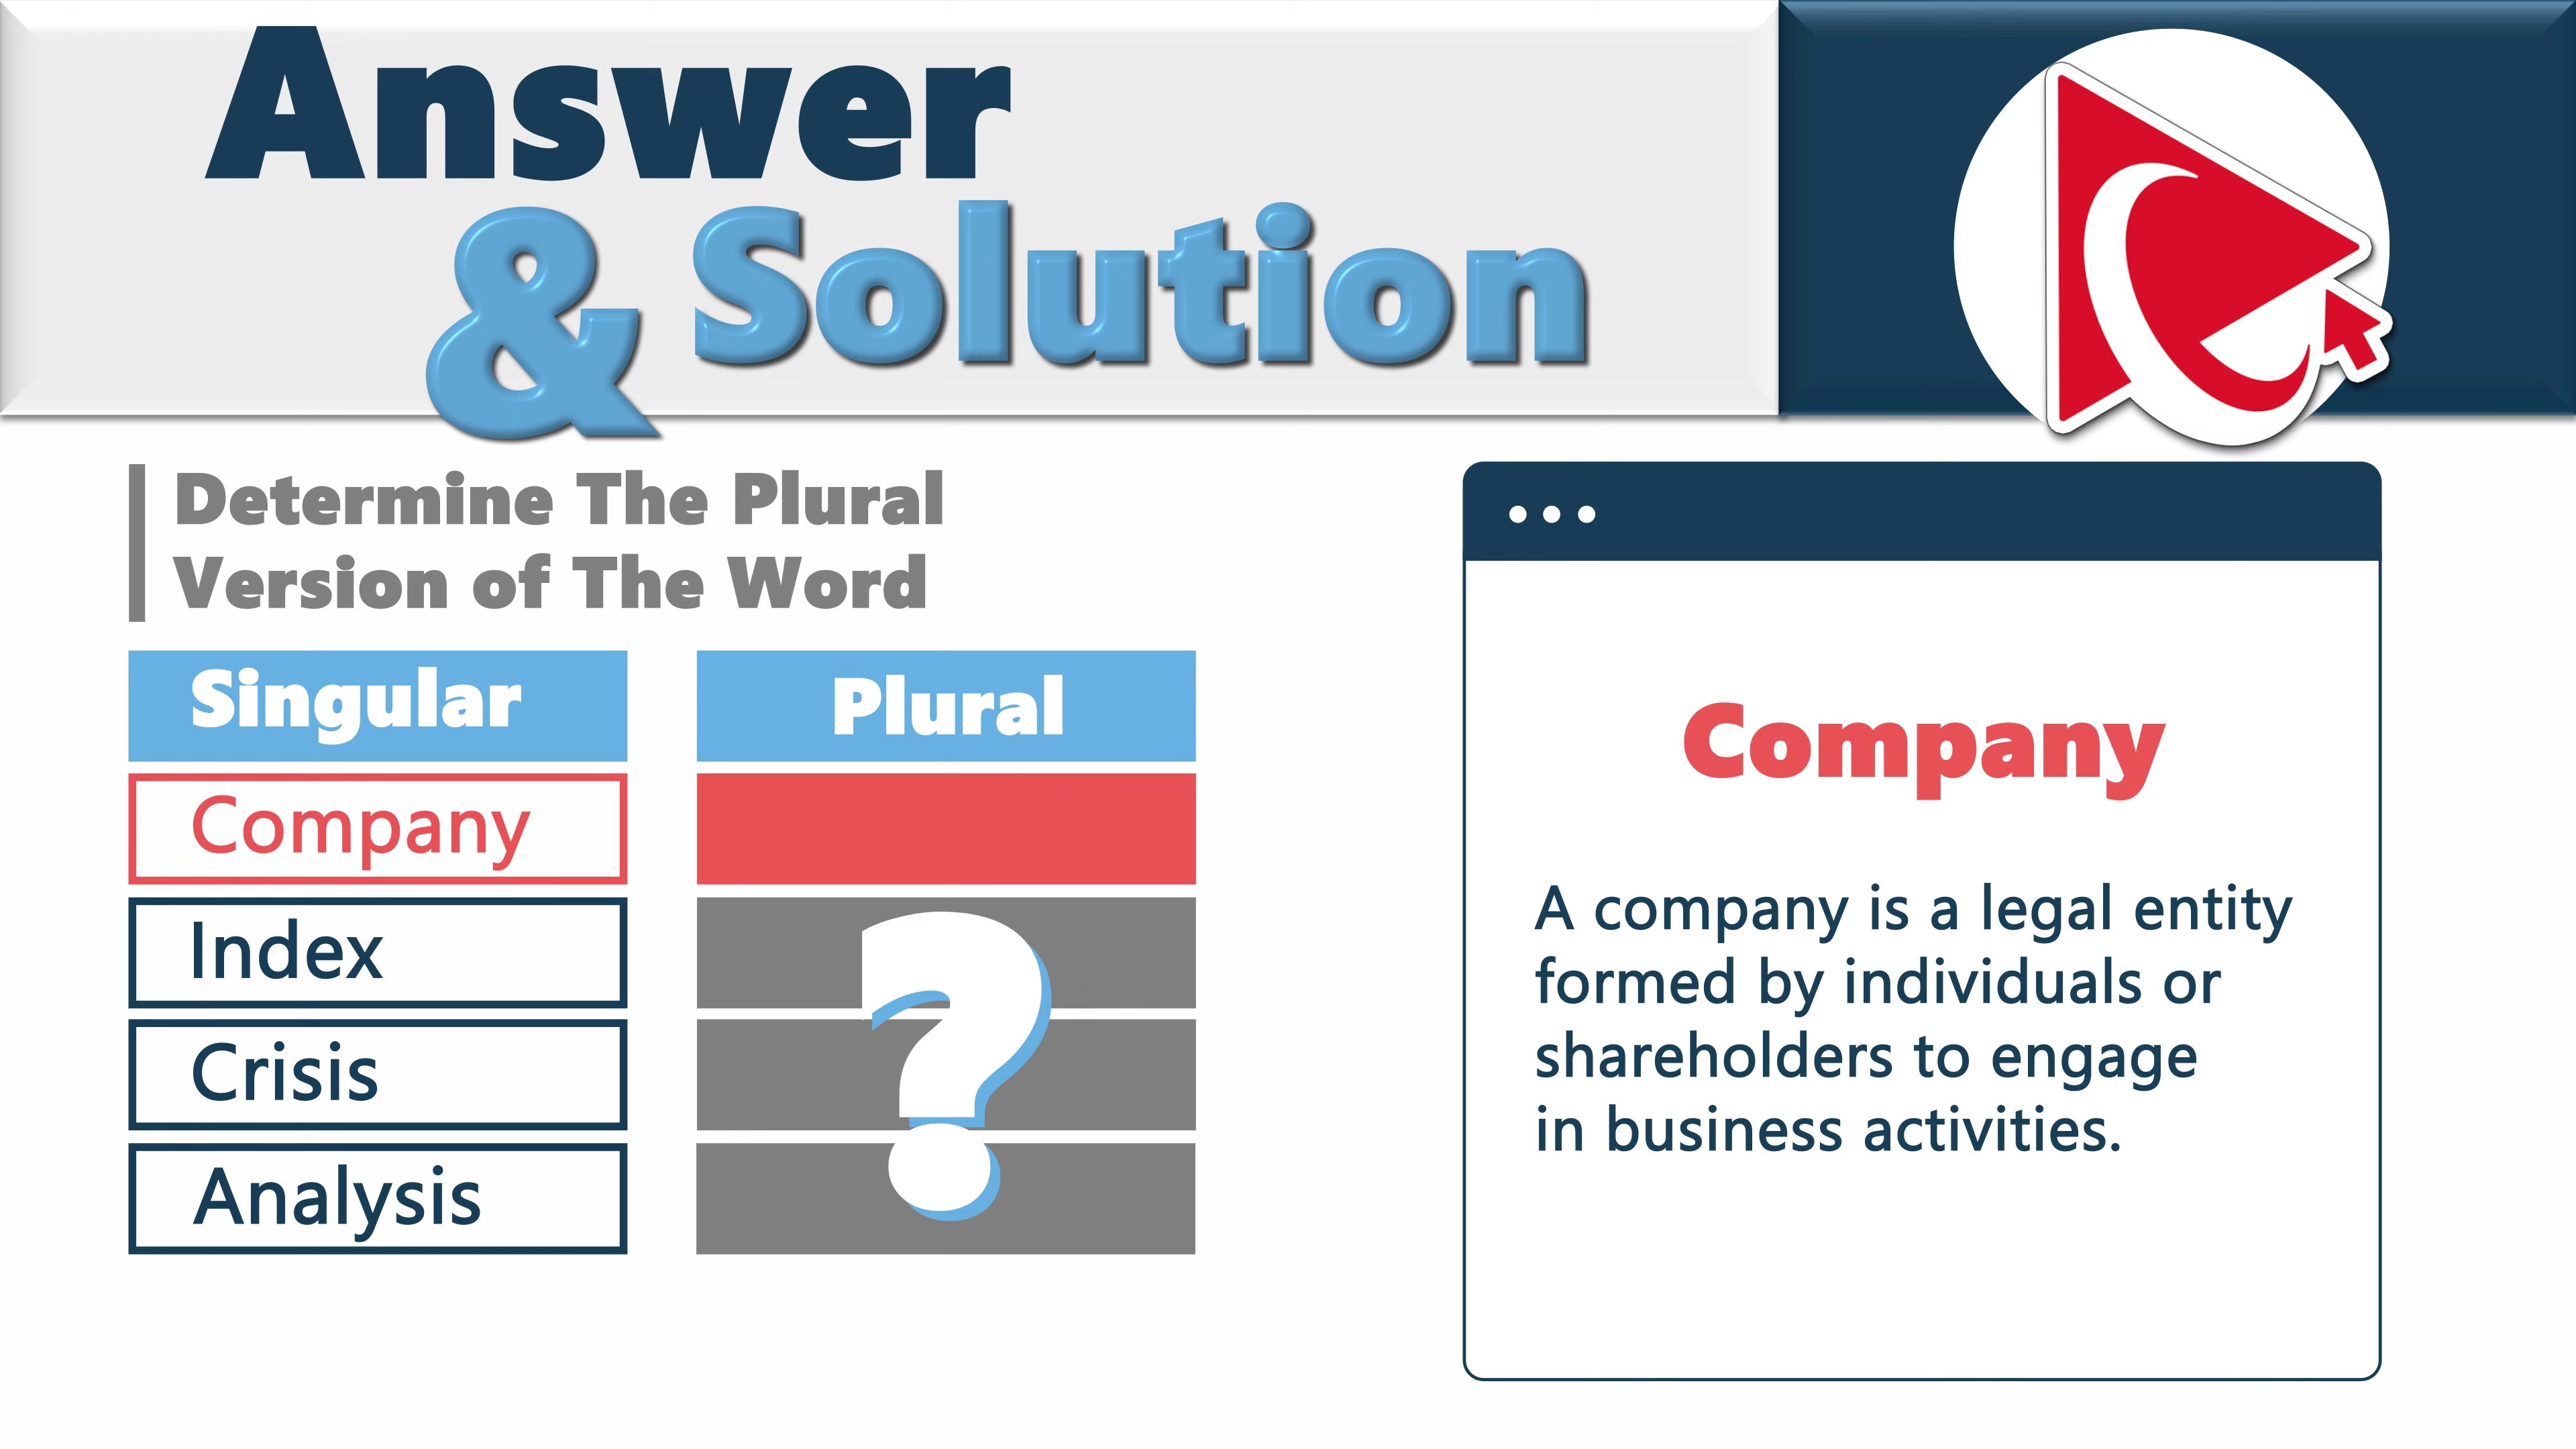 Answer
& Solution
Determine The Plural
Version of The Word
Singular
Plural
Company
Index
Crisis
Analysis
?
Company
A company is a legal entity
formed by individuals or
shareholders to engage
in business activities.